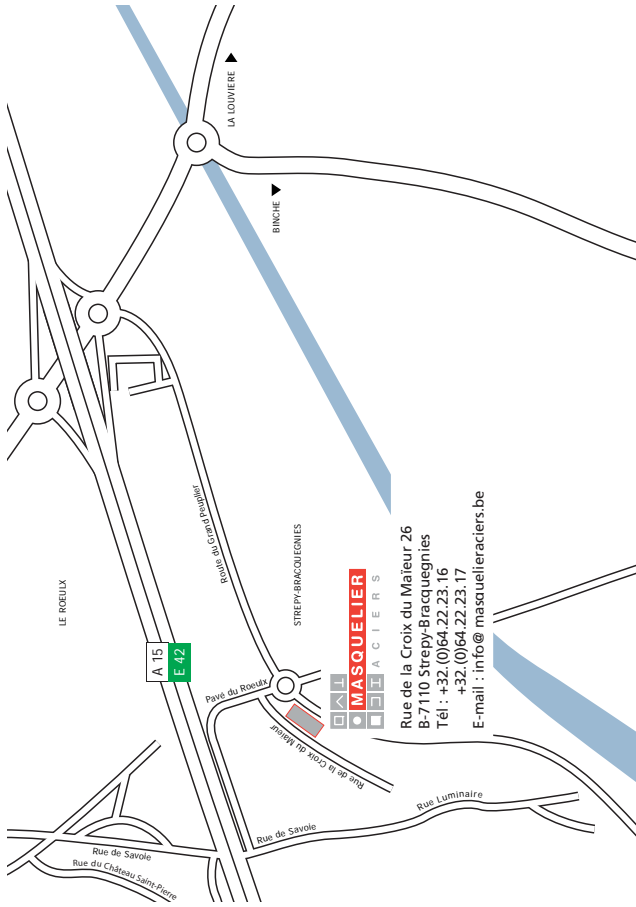 LA LOUVIERE
BINCHE
LE ROEULX
A 15
E 42
Route du Grand Peuplier
STREPY-BRACQUEGNIES
Pavé du Roeulx
Rue de la Croix du Maïeur
MASQUELIER
ACIERS
Rue de la Croix du Maïeur 26
B-7110 Strepy-Bracquegnies
Tél : +32.(0)64.22.23.16
+32.(0)64.22.23.17
E-mail : info@ masquelieraciers.be
Rue de Savoie
Rue Luminaire
Rue de Savoie
Rue du Château Saint-Pierre